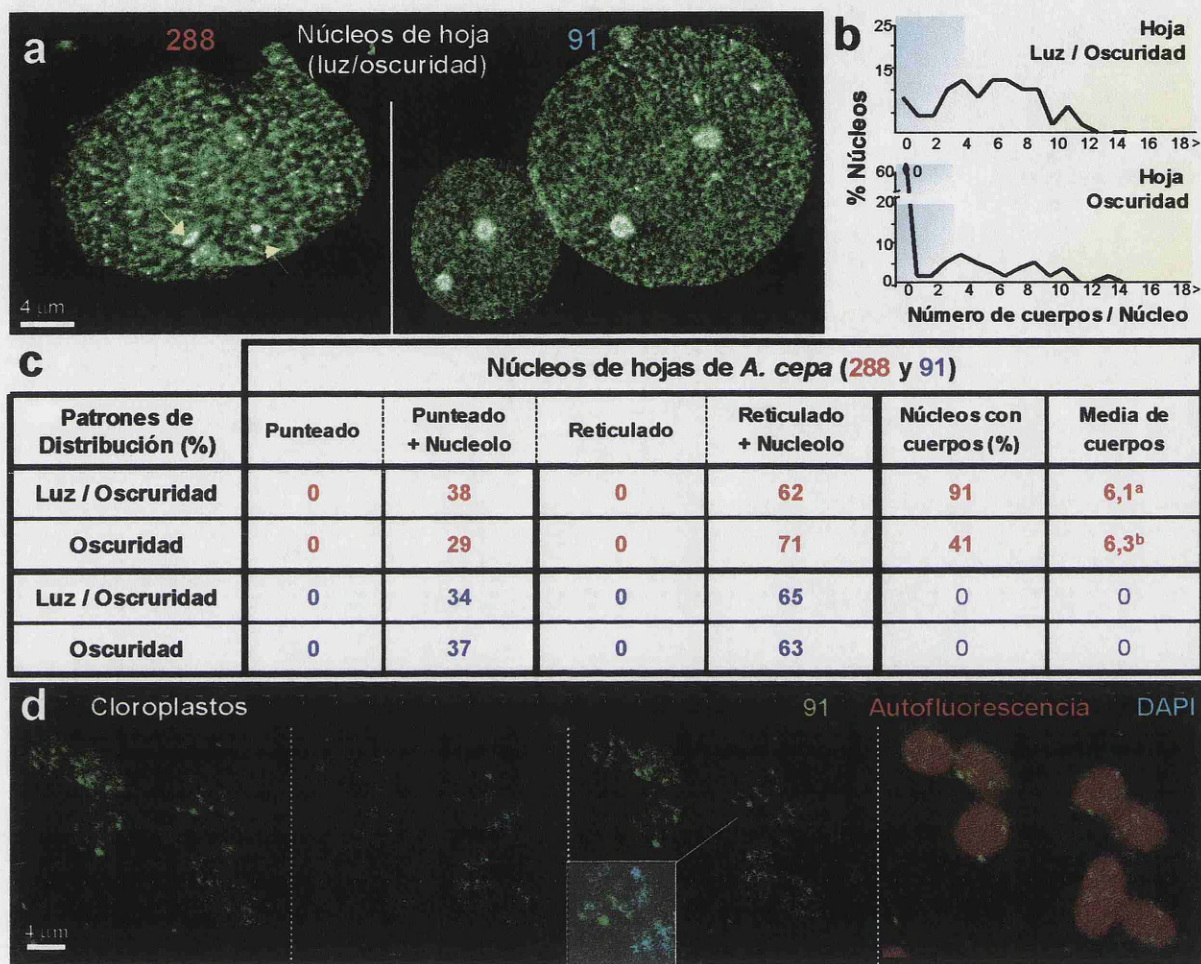 a
288
Núcleos de hoja
(luz/oscuridad)
91
4 µm
b
Hoja
Luz / Oscuridad
25
15
0 2 4 6 8 10 12 14 16 18>
% Núcleos
Hoja
Oscuridad
60
0
20
10
0
0 2 4 6 8 10 12 14 16 18>
Número de cuerpos / Núcleo
c
Núcleos de hojas de A. cepa (288 y 91)
Patrones de Distribución (%) Punteado Punteado + Nucleolo Reticulado Reticulado + Nucleolo Núcleos con cuerpos (%) Media de cuerpos
Luz / Oscruridad 0 38 0 62 91 6,1ª
Oscuridad 0 29 0 71 41 6,3ᵇ
Luz / Oscruridad 0 34 0 65 0 0
Oscuridad 0 37 0 63 0 0
d
Cloroplastos
91 Autofluorescencia DAPI
4 µm